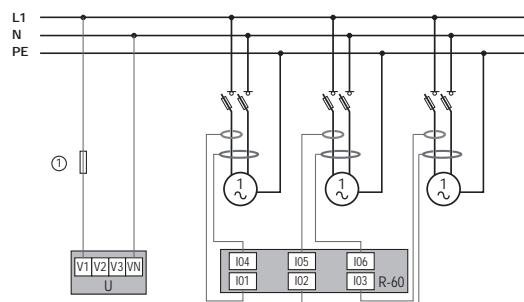 L1
N
PE
1
1 1 1
V1 V2 V3 VN
U
I04 I05 I06
I01 I02 I03
R-60